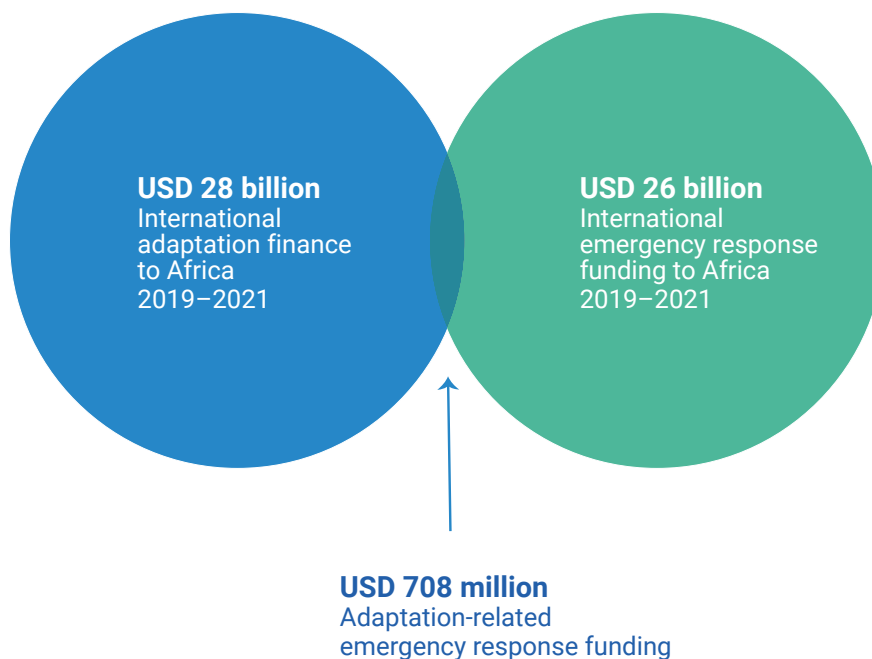 USD 28 billion
International
adaptation finance
to Africa
2019–2021
USD 26 billion
International
emergency response
funding to Africa
2019–2021
USD 708 million
Adaptation-related
emergency response funding